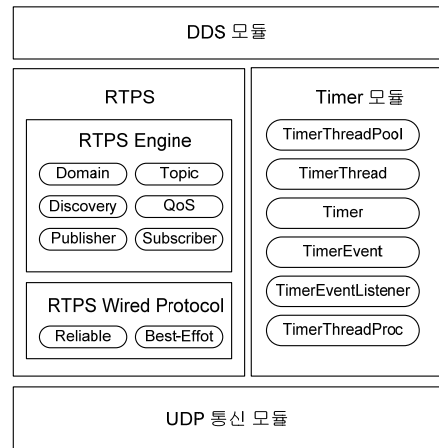 DDS 모듈
RTPS
RTPS Engine
Domain
Topic
Discovery
QoS
Publisher
Subscriber
RTPS Wired Protocol
Reliable
Best-Effot
Timer 모듈
TimerThreadPool
TimerThread
Timer
TimerEvent
TimerEventListener
TimerThreadProc
UDP 통신 모듈